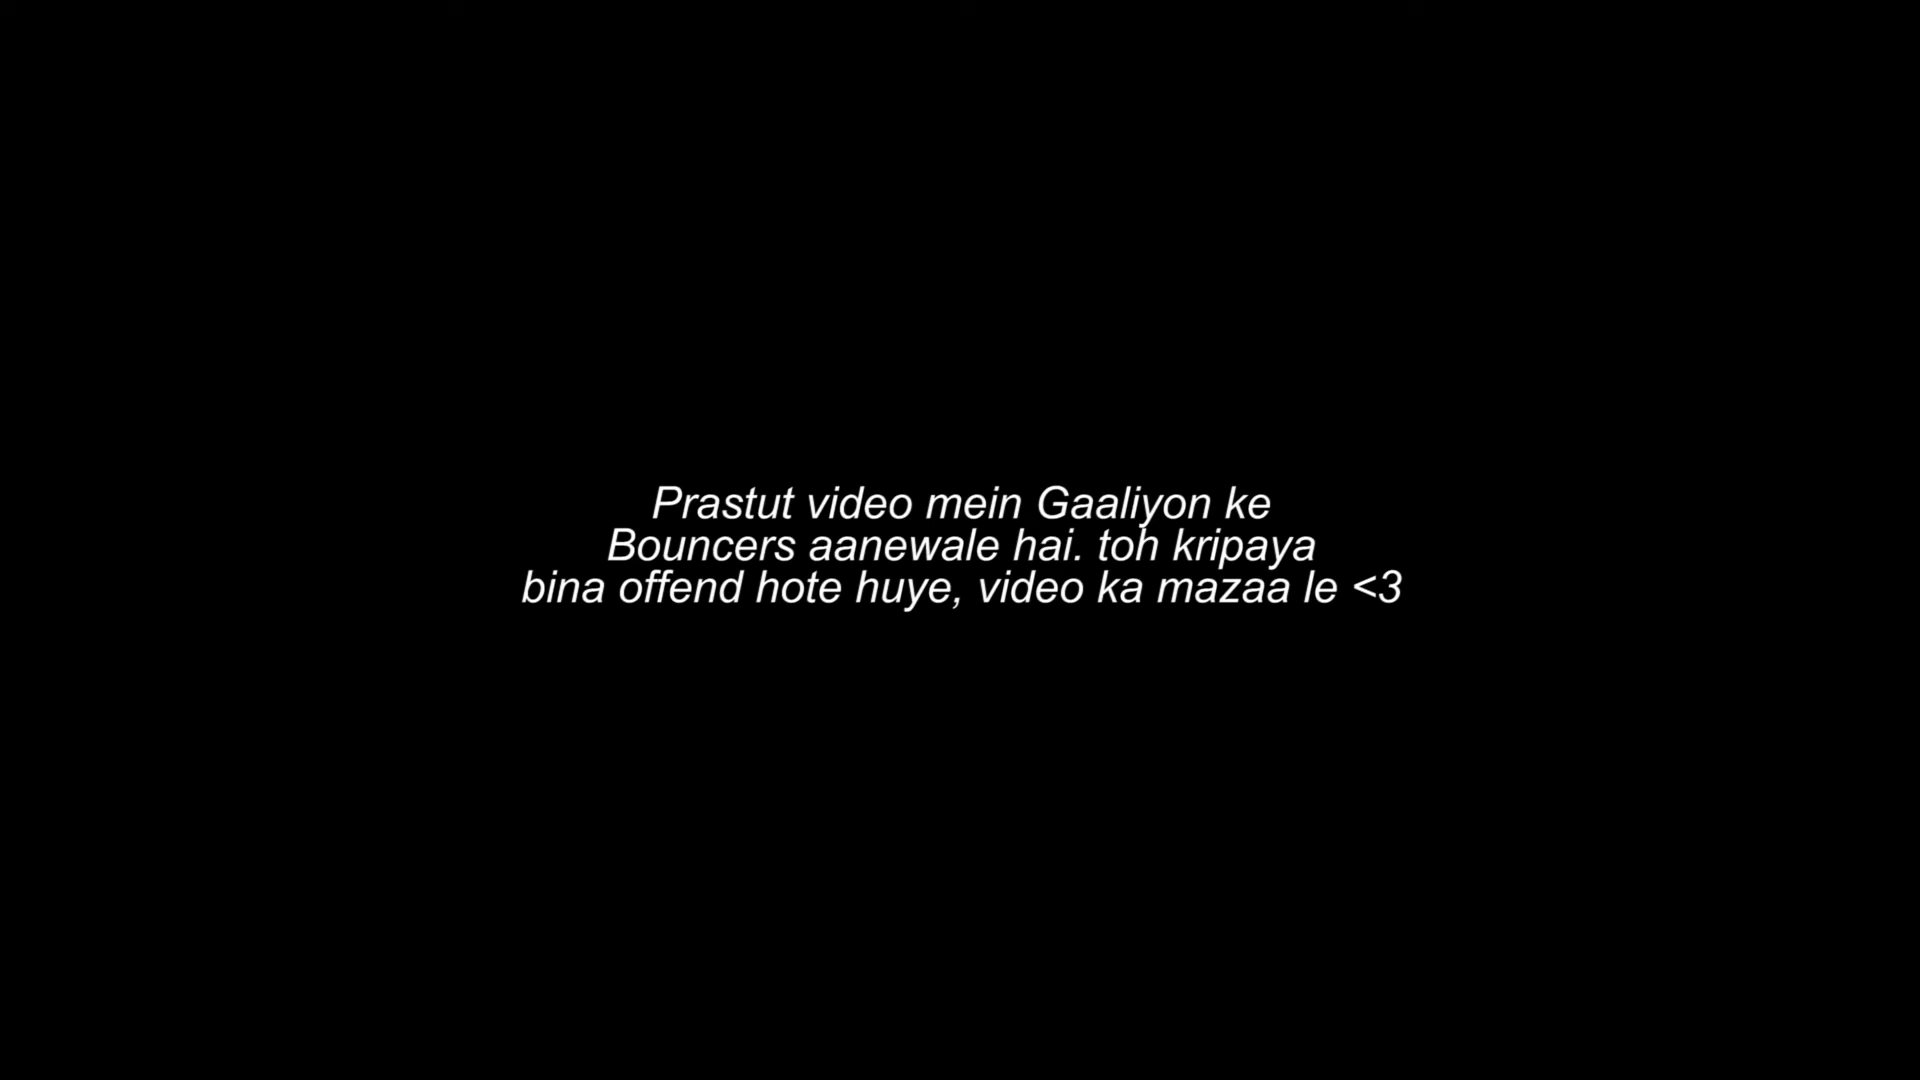 Prastut video mein Gaaliyon ke
Bouncers aanewale hai. toh kripaya
bina offend hote huye, video ka mazaa le <3